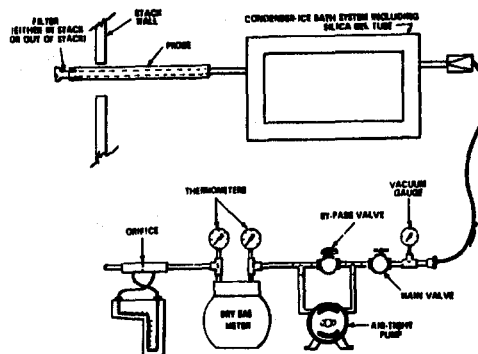 FILTER
(EITHER IN STACK
OR OUT OF STACK)
STACK
WALL
PROBE
CONDENSER-ICE BATH SYSTEM INCLUDING
SILICA GEL TUBE
THERMOMETERS
ORIFICE
DRY GAS
METER
BY-PASS VALVE
VACUUM
GAUGE
MAIN VALVE
AIR-TIGHT
PUMP